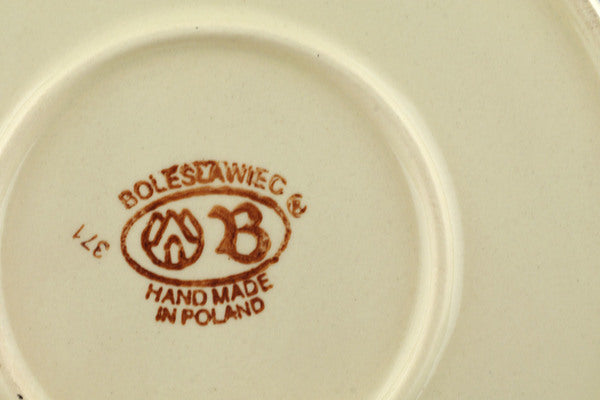 BOLESŁAWIEC ®
B
HAND MADE
IN POLAND
371